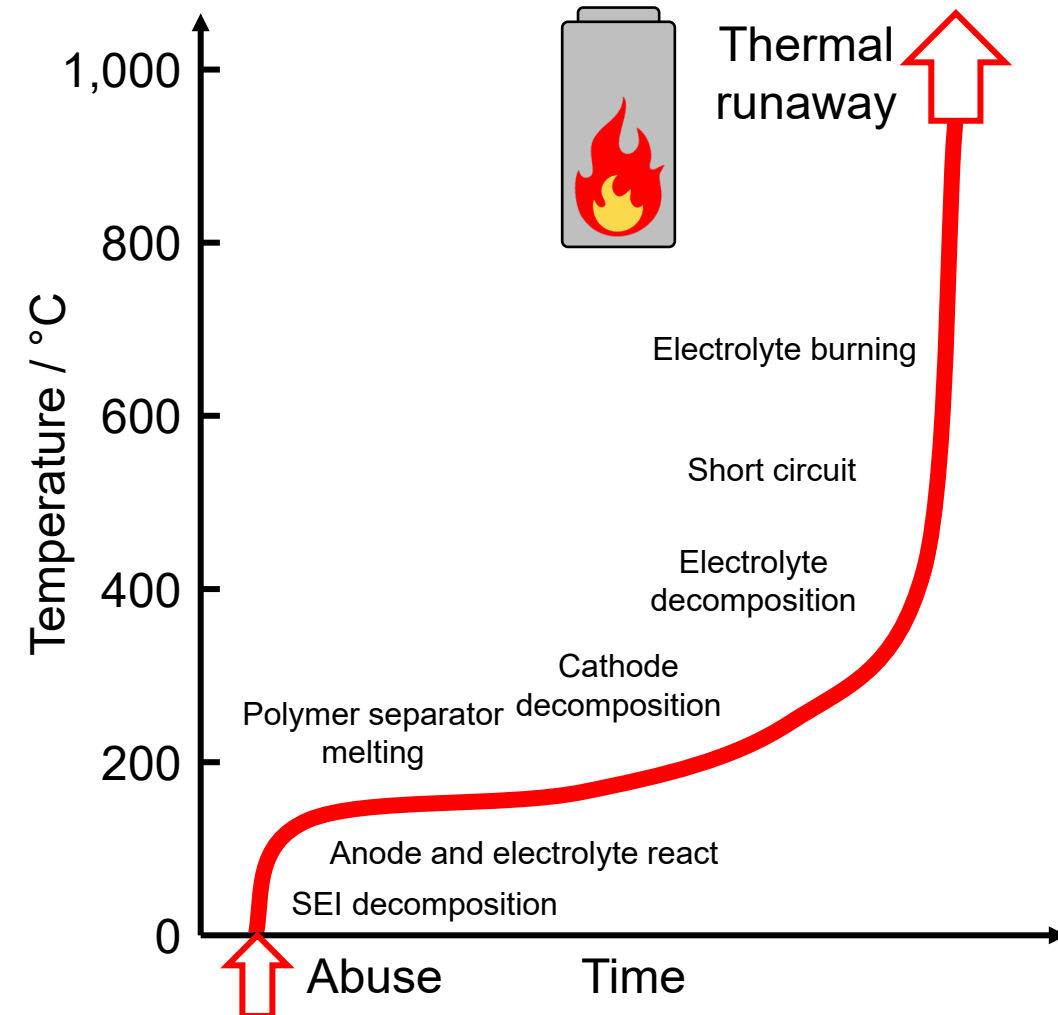 1,000
800
600
400
200
0
Temperature / °C
Thermal
runaway
Electrolyte burning
Short circuit
Electrolyte
decomposition
Cathode
decomposition
Polymer separator
melting
Anode and electrolyte react
SEI decomposition
Abuse
Time